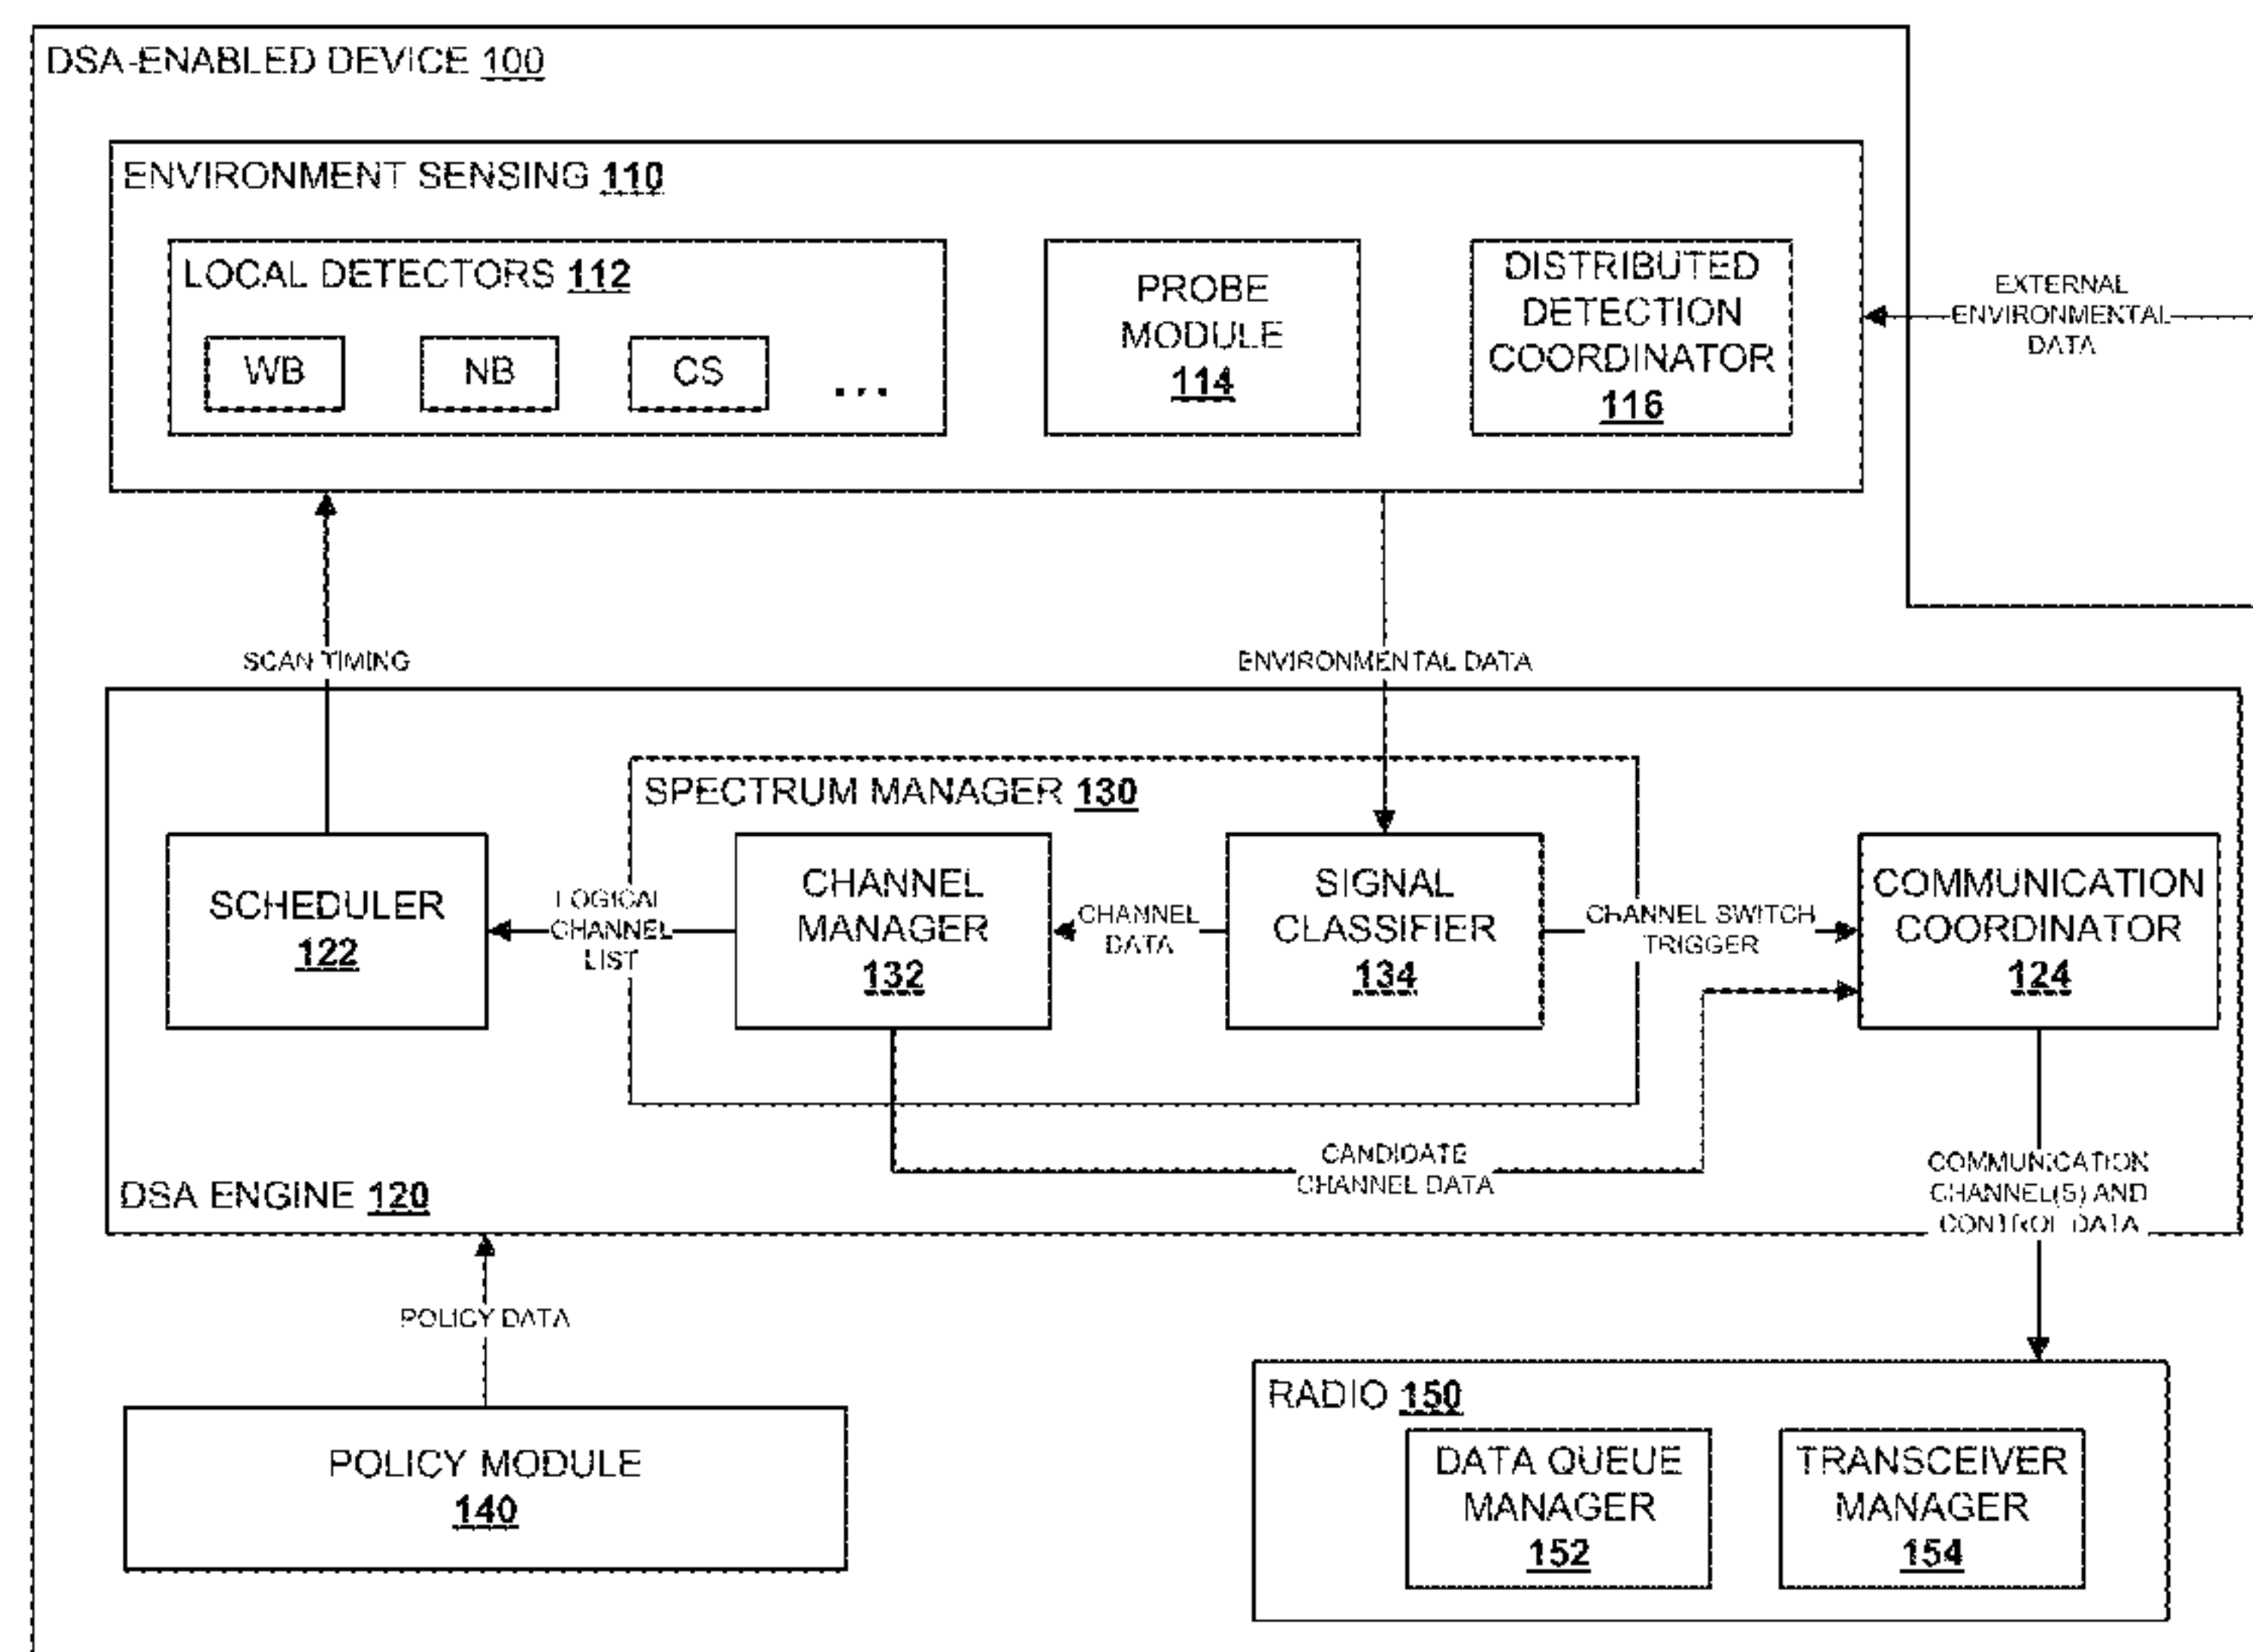 DSA-ENABLED DEVICE 100
ENVIRONMENT SENSING 110
LOCAL DETECTORS 112
WB
NB
CS
...
PROBE
MODULE
114
DISTRIBUTED
DETECTION
COORDINATOR
116
EXTERNAL
ENVIRONMENTAL
DATA
SCAN TIMING
ENVIRONMENTAL DATA
SPECTRUM MANAGER 130
SCHEDULER
122
LOGICAL
CHANNEL
LIST
CHANNEL
MANAGER
132
CHANNEL
DATA
SIGNAL
CLASSIFIER
134
CHANNEL SWITCH
TRIGGER
COMMUNICATION
COORDINATOR
124
CANDIDATE
CHANNEL DATA
COMMUNICATION
CHANNEL(S) AND
CONTROL DATA
DSA ENGINE 120
POLICY DATA
POLICY MODULE
140
RADIO 150
DATA QUEUE
MANAGER
152
TRANSCEIVER
MANAGER
154